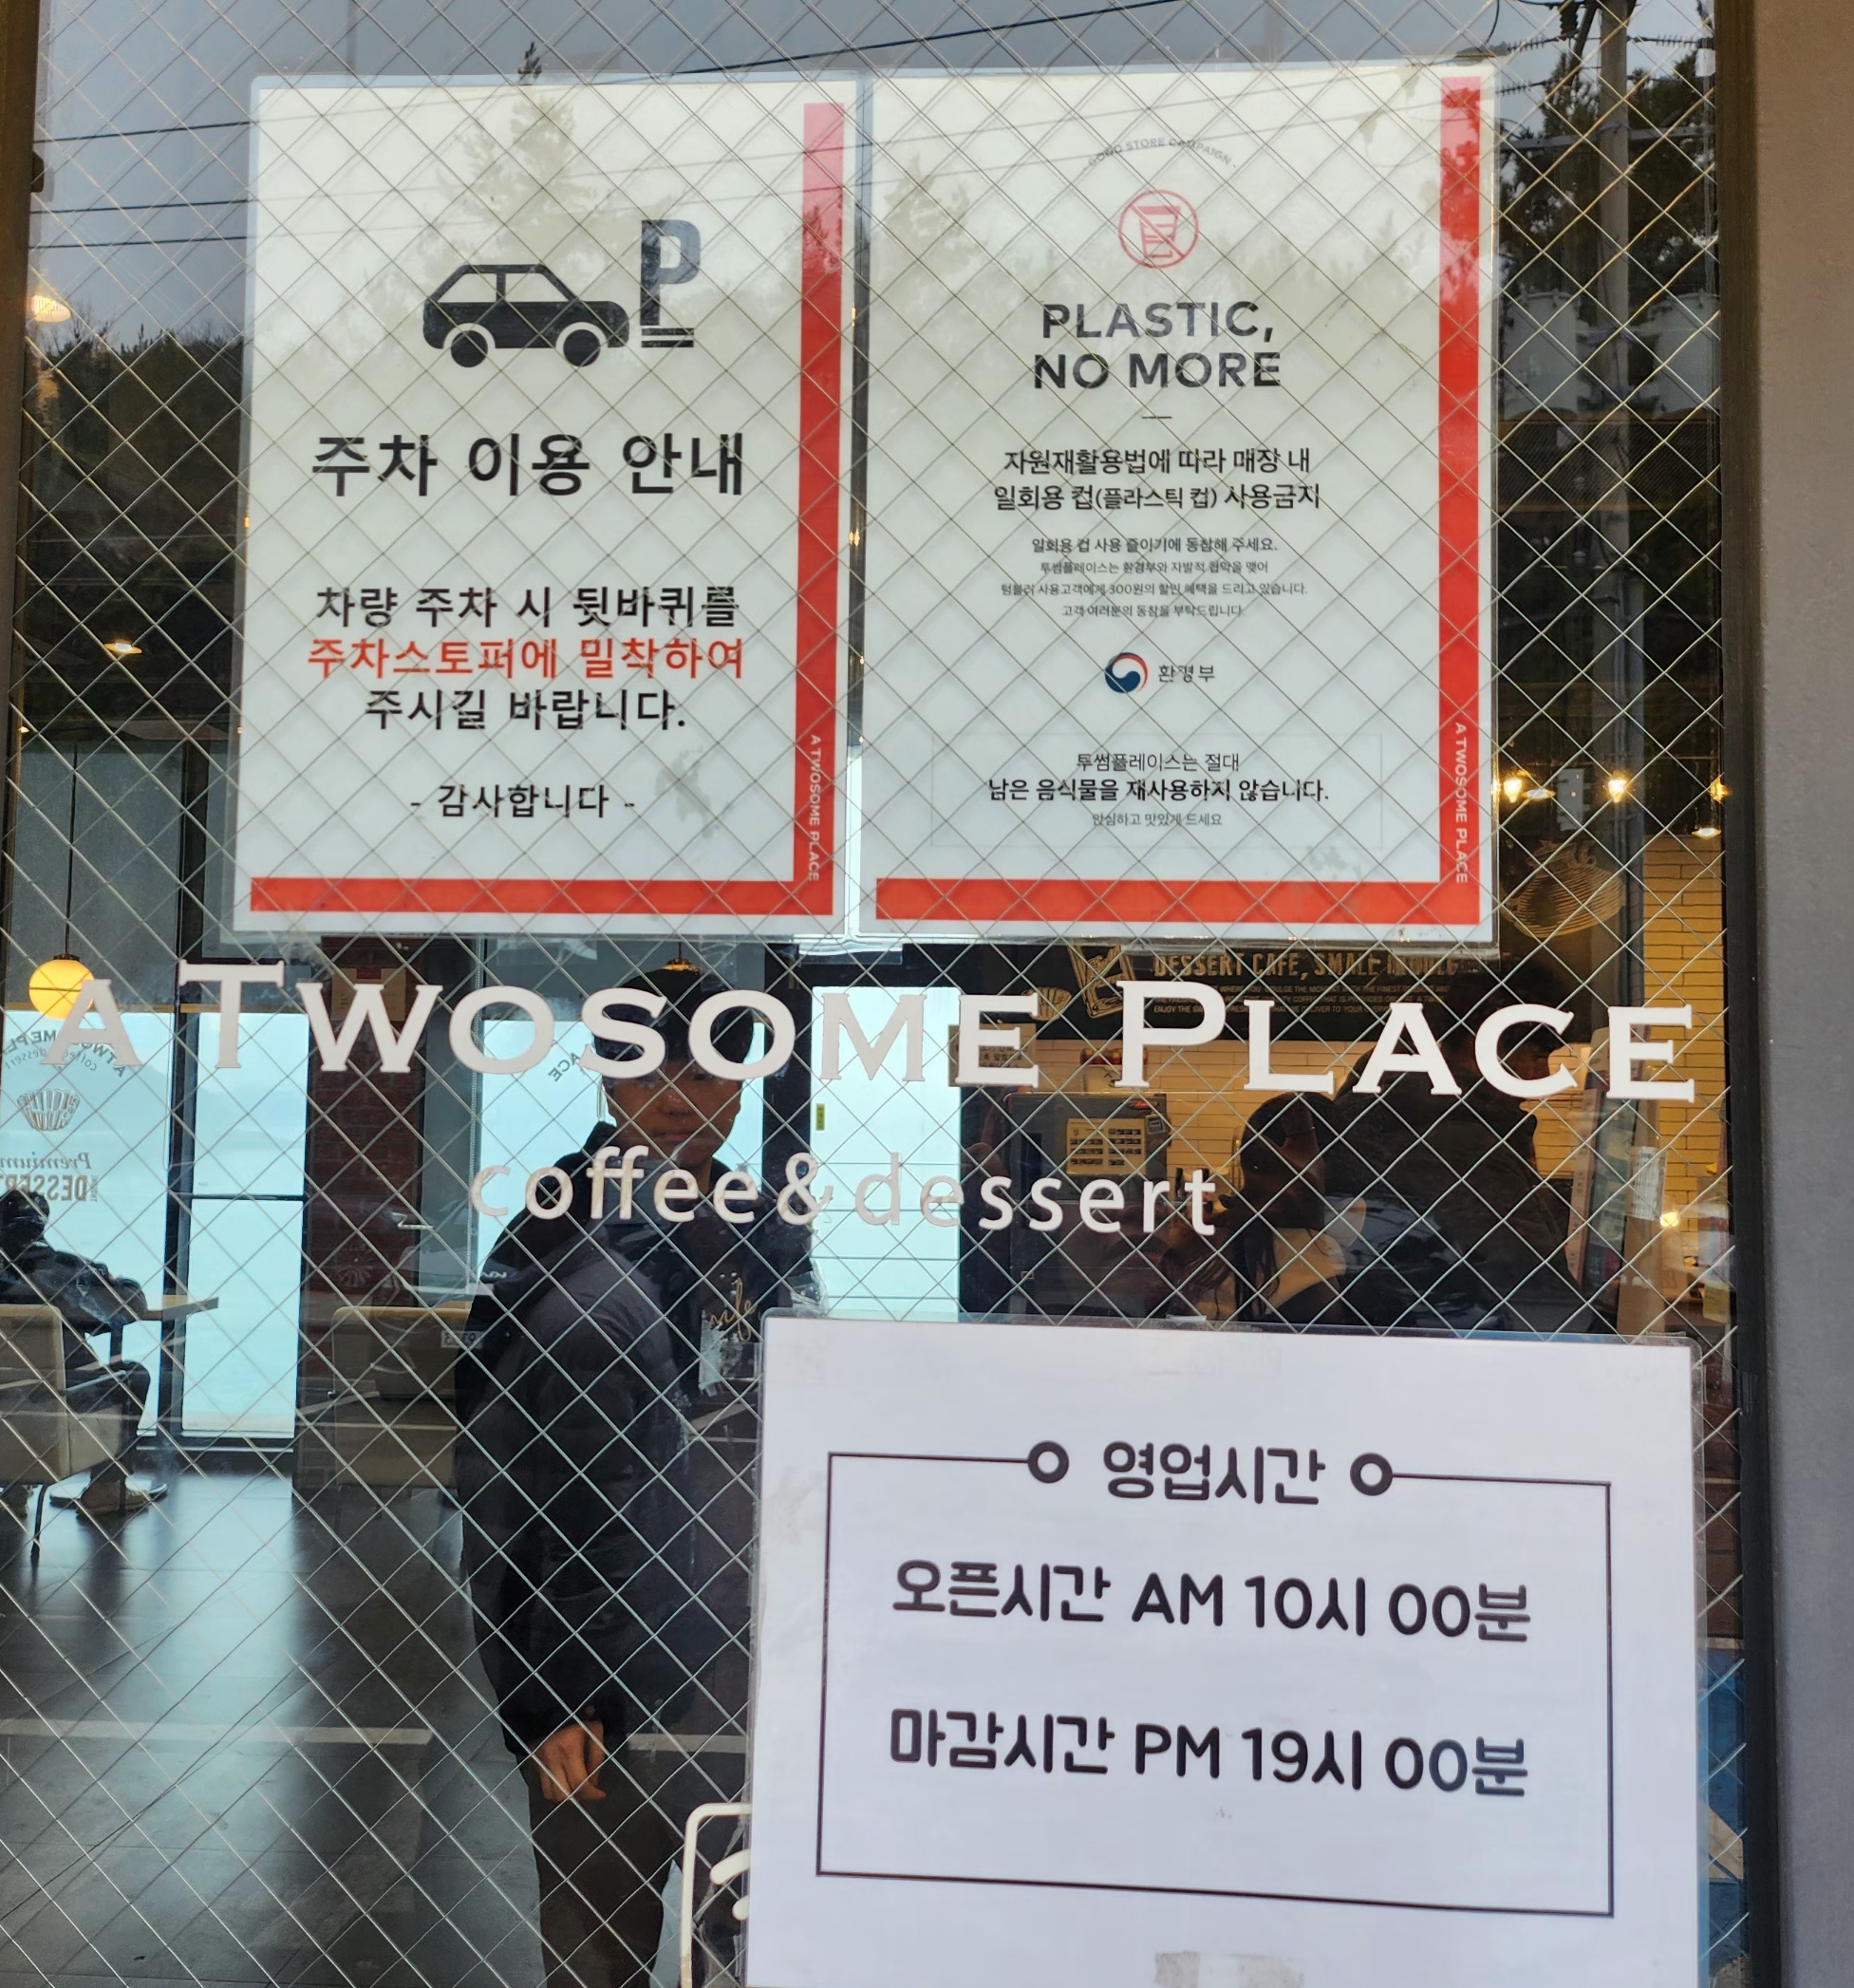 P
주차 이용 안내
차량 주차 시 뒷바퀴를
주차스토퍼에 밀착하여
주시길 바랍니다.
- 감사합니다 -
A TWOSOME PLACE
- GOOD STORE CAMPAIGN -
PLASTIC,
NO MORE
자원재활용법에 따라 매장 내
일회용 컵(플라스틱 컵) 사용금지
일회용 컵 사용 줄이기에 동참해 주세요.
투썸플레이스는 환경부와 자발적 협약을 맺어
텀블러 사용고객에게 300원의 할인 혜택을 드리고 있습니다.
고객 여러분의 동참을 부탁드립니다.
환경부
투썸플레이스는 절대
남은 음식물을 재사용하지 않습니다.
안심하고 맛있게 드세요
A TWOSOME PLACE
DESSERT CAFE,
A TWOSOME PLACE
coffee&dessert
Premium
DESSERT
영업시간
오픈시간 AM 10시 00분
마감시간 PM 19시 00분